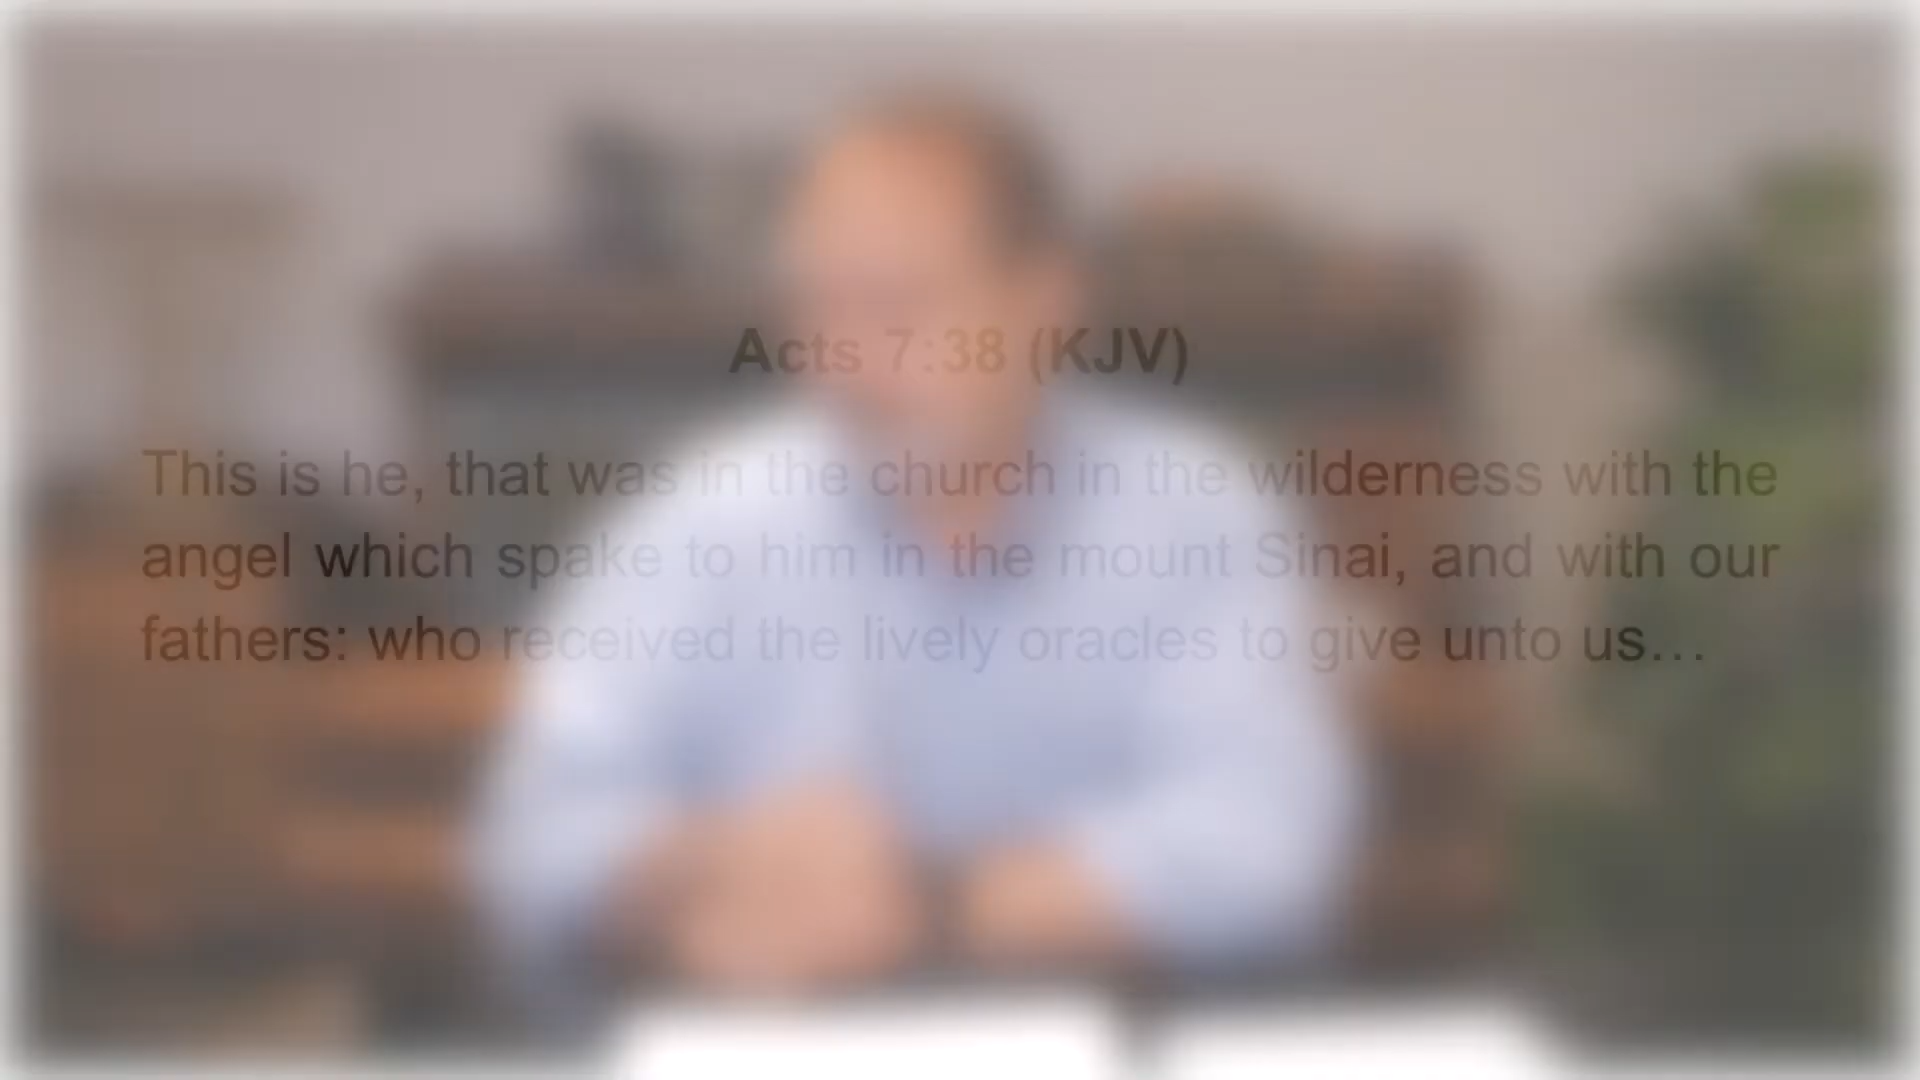 Acts 7:38 (KJV)
This is he, that was in the church in the wilderness with the
angel which spake to him in the mount Sinai, and with our
fathers: who received the lively oracles to give unto us…